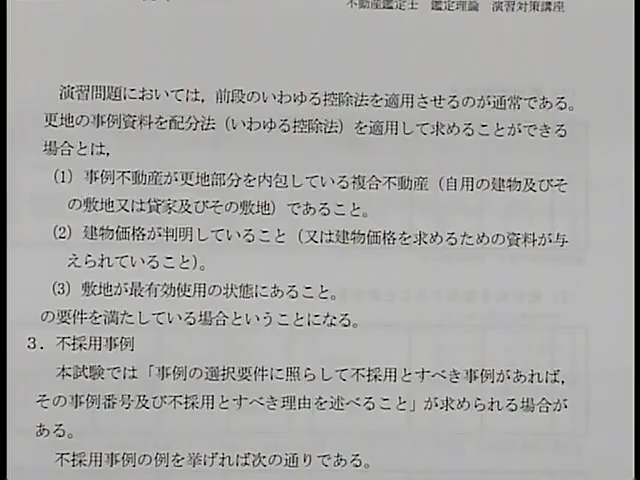 不動産鑑定士　鑑定理論　演習対策講座
演習問題においては，前段のいわゆる控除法を適用させるのが通常である。
更地の事例資料を配分法（いわゆる控除法）を適用して求めることができる
場合とは，
(1) 事例不動産が更地部分を内包している複合不動産（自用の建物及びそ
の敷地又は貸家及びその敷地）であること。
(2) 建物価格が判明していること（又は建物価格を求めるための資料が与
えられていること）。
(3) 敷地が最有効使用の状態にあること。
の要件を満たしている場合ということになる。
3．不採用事例
本試験では「事例の選択要件に照らして不採用とすべき事例があれば，
その事例番号及び不採用とすべき理由を述べること」が求められる場合が
ある。
不採用事例の例を挙げれば次の通りである。